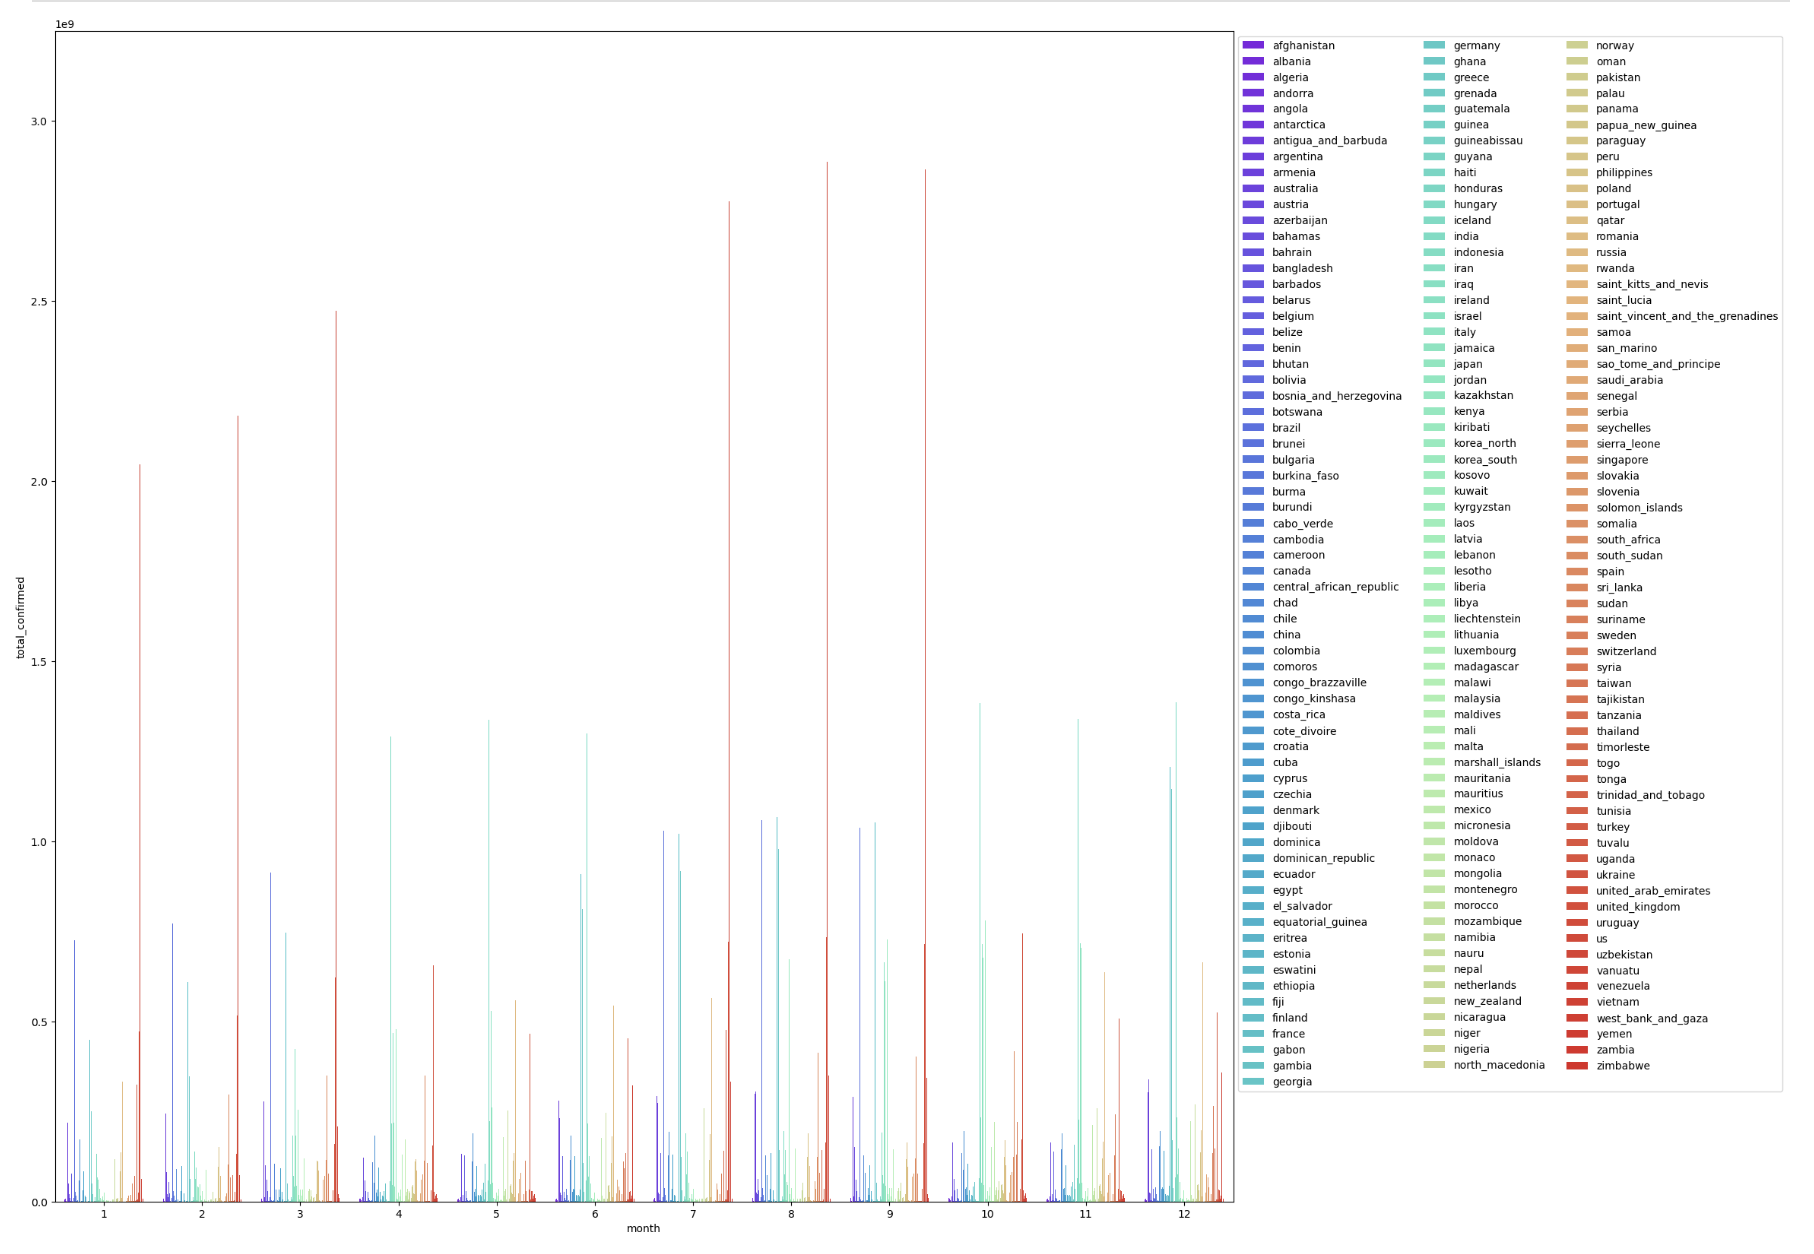 1e9
3.0
2.5
2.0
1.5
1.0
0.5
0.0
total_confirmed
1 2 3 4 5 6 7 8 9 10 11 12
month
afghanistan
albania
algeria
andorra
angola
antarctica
antigua_and_barbuda
argentina
armenia
australia
austria
azerbaijan
bahamas
bahrain
bangladesh
barbados
belarus
belgium
belize
benin
bhutan
bolivia
bosnia_and_herzegovina
botswana
brazil
brunei
bulgaria
burkina_faso
burma
burundi
cabo_verde
cambodia
cameroon
canada
central_african_republic
chad
chile
china
colombia
comoros
congo_brazzaville
congo_kinshasa
costa_rica
cote_divoire
croatia
cuba
cyprus
czechia
denmark
djibouti
dominica
dominican_republic
ecuador
egypt
el_salvador
equatorial_guinea
eritrea
estonia
eswatini
ethiopia
fiji
finland
france
gabon
gambia
georgia
germany
ghana
greece
grenada
guatemala
guinea
guineabissau
guyana
haiti
honduras
hungary
iceland
india
indonesia
iran
iraq
ireland
israel
italy
jamaica
japan
jordan
kazakhstan
kenya
kiribati
korea_north
korea_south
kosovo
kuwait
kyrgyzstan
laos
latvia
lebanon
lesotho
liberia
libya
liechtenstein
lithuania
luxembourg
madagascar
malawi
malaysia
maldives
mali
malta
marshall_islands
mauritania
mauritius
mexico
micronesia
moldova
monaco
mongolia
montenegro
morocco
mozambique
namibia
nauru
nepal
netherlands
new_zealand
nicaragua
niger
nigeria
north_macedonia
norway
oman
pakistan
palau
panama
papua_new_guinea
paraguay
peru
philippines
poland
portugal
qatar
romania
russia
rwanda
saint_kitts_and_nevis
saint_lucia
saint_vincent_and_the_grenadines
samoa
san_marino
sao_tome_and_principe
saudi_arabia
senegal
serbia
seychelles
sierra_leone
singapore
slovakia
slovenia
solomon_islands
somalia
south_africa
south_sudan
spain
sri_lanka
sudan
suriname
sweden
switzerland
syria
taiwan
tajikistan
tanzania
thailand
timorleste
togo
tonga
trinidad_and_tobago
tunisia
turkey
tuvalu
uganda
ukraine
united_arab_emirates
united_kingdom
uruguay
us
uzbekistan
vanuatu
venezuela
vietnam
west_bank_and_gaza
yemen
zambia
zimbabwe